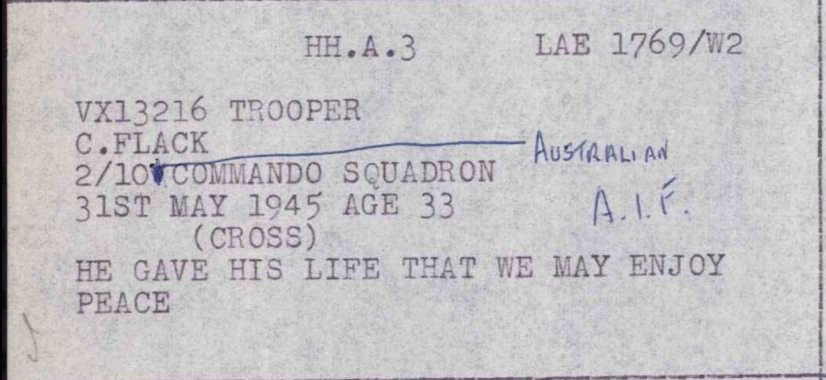 HH.A.3 LAE 1769/W2
VX13216 TROOPER
C.FLACK
AUSTRALIAN
2/10 COMMANDO SQUADRON
31ST MAY 1945 AGE 33
A.I.F.
(CROSS)
HE GAVE HIS LIFE THAT WE MAY ENJOY
PEACE